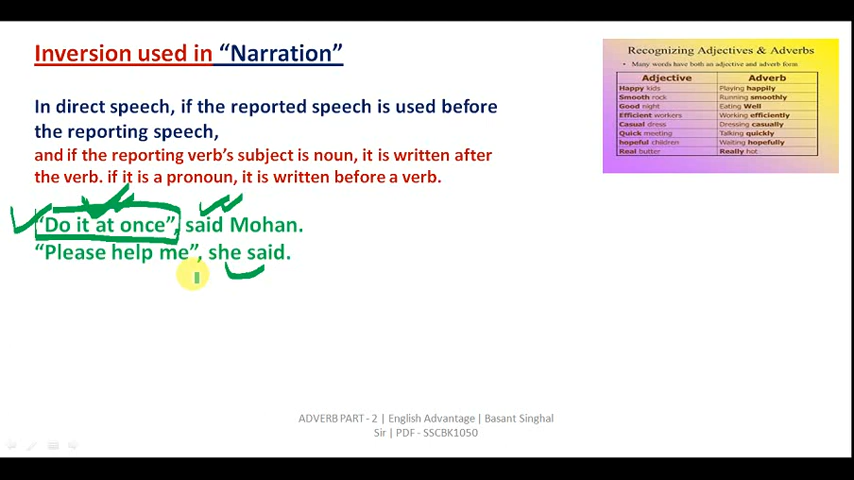 Inversion used in “Narration”
In direct speech, if the reported speech is used before
the reporting speech,
and if the reporting verb’s subject is noun, it is written after
the verb. if it is a pronoun, it is written before a verb.
“Do it at once”, said Mohan.
“Please help me”, she said.
Recognizing Adjectives & Adverbs
• Many words have both an adjective and adverb form
Adjective Adverb
Happy kids Playing happily
Smooth rock Running smoothly
Good night Eating Well
Efficient workers Working efficiently
Casual dress Dressing casually
Quick meeting Talking quickly
hopeful children Waiting hopefully
Real butter Really hot
ADVERB PART - 2 | English Advantage | Basant Singhal
Sir | PDF - SSCBK1050